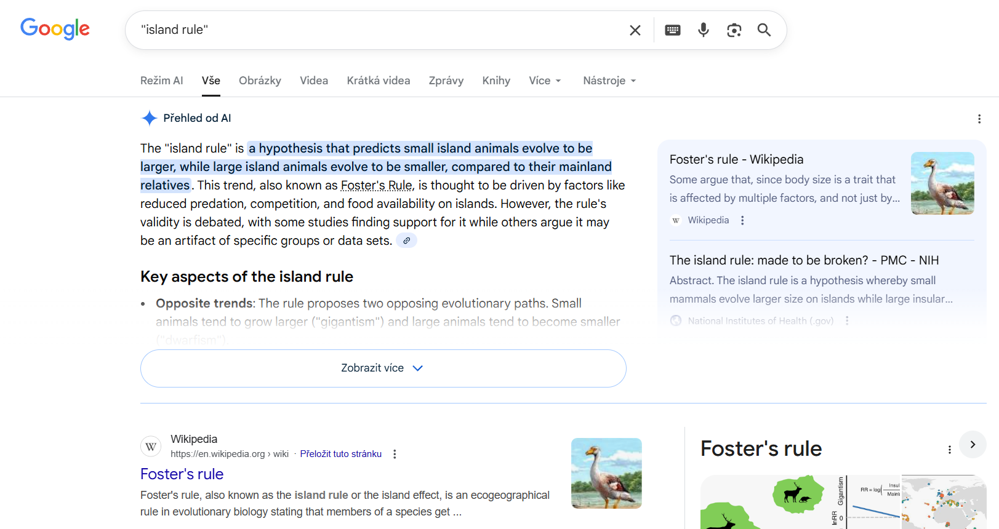 Google
"island rule"
Režim AI
Vše
Obrázky
Videa
Krátká videa
Zprávy
Knihy
Více
Nástroje
Přehled od AI
The "island rule" is a hypothesis that predicts small island animals evolve to be
larger, while large island animals evolve to be smaller, compared to their mainland
relatives. This trend, also known as Foster's Rule, is thought to be driven by factors like
reduced predation, competition, and food availability on islands. However, the rule's
validity is debated, with some studies finding support for it while others argue it may
be an artifact of specific groups or data sets.
Key aspects of the island rule
• Opposite trends: The rule proposes two opposing evolutionary paths. Small
animals tend to grow larger ("gigantism") and large animals tend to become smaller
("dwarfism").
Zobrazit více
Foster's rule - Wikipedia
Some argue that, since body size is a trait that
is affected by multiple factors, and not just by...
W Wikipedia
The island rule: made to be broken? - PMC - NIH
Abstract. The island rule is a hypothesis whereby small
mammals evolve larger size on islands while large insular...
National Institutes of Health (.gov)
W
Wikipedia
https://en.wikipedia.org › wiki · Přeložit tuto stránku
Foster's rule
Foster's rule, also known as the island rule or the island effect, is an ecogeographical
rule in evolutionary biology stating that members of a species get ...
Foster's rule
Gigantism
lnRR
0
RR = log(
Insul
Mainl